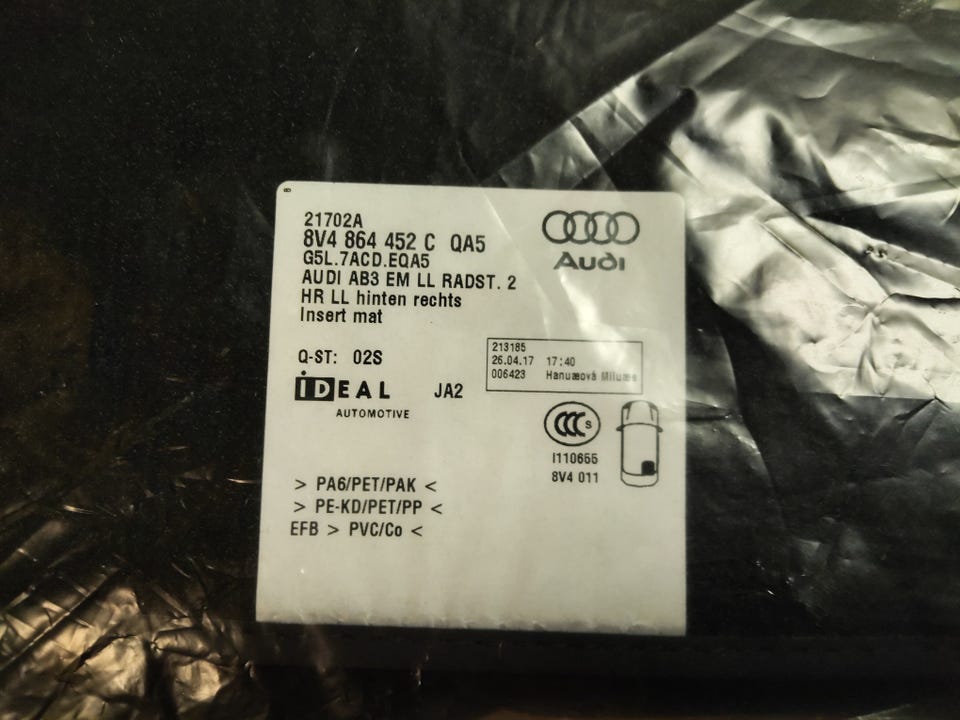 21702A
8V4 864 452 C QA5
G5L.7ACD.EQA5
AUDI AB3 EM LL RADST. 2
HR LL hinten rechts
Insert mat
Audi
Q-ST: 02S
213185
26.04.17 17:40
006423 Hanuæová
iDEAL JA2
AUTOMOTIVE
CCC S
I110655
8V4 011
> PA6/PET/PAK <
> PE-KD/PET/PP <
EFB > PVC/Co <